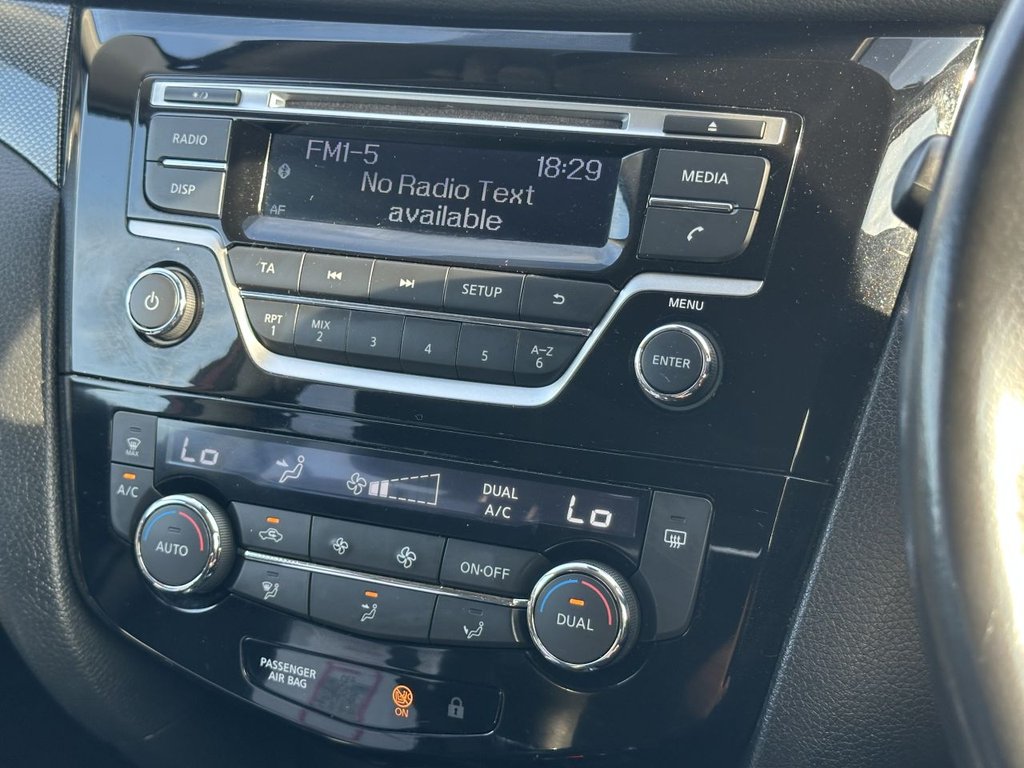 RADIO
DISP
FM1-5
18:29
No Radio Text
available
AF
MEDIA
TA
SETUP
RPT
1
MIX
2
3
4
5
A-Z
6
MENU
ENTER
MAX
A/C
Lo
DUAL
A/C
Lo
AUTO
ON·OFF
DUAL
PASSENGER
AIR BAG
OFF
ON